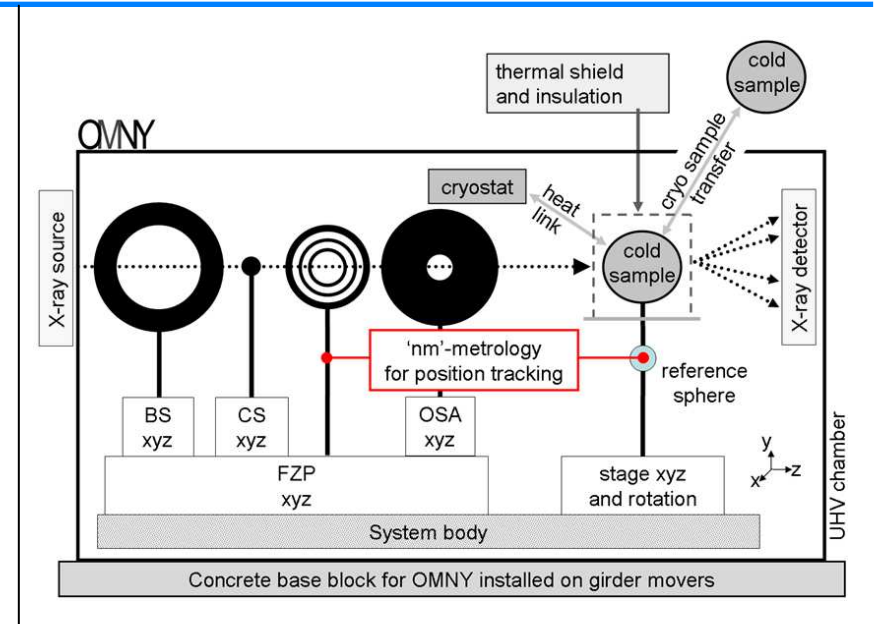 thermal shield
and insulation
cold
sample
OMNY
cryostat
heat
link
cryo sample
transfer
X-ray source
cold
sample
X-ray detector
'nm'-metrology
for position tracking
reference
sphere
BS
xyz
CS
xyz
OSA
xyz
FZP
xyz
stage xyz
and rotation
y
x
z
UHV chamber
System body
Concrete base block for OMNY installed on girder movers